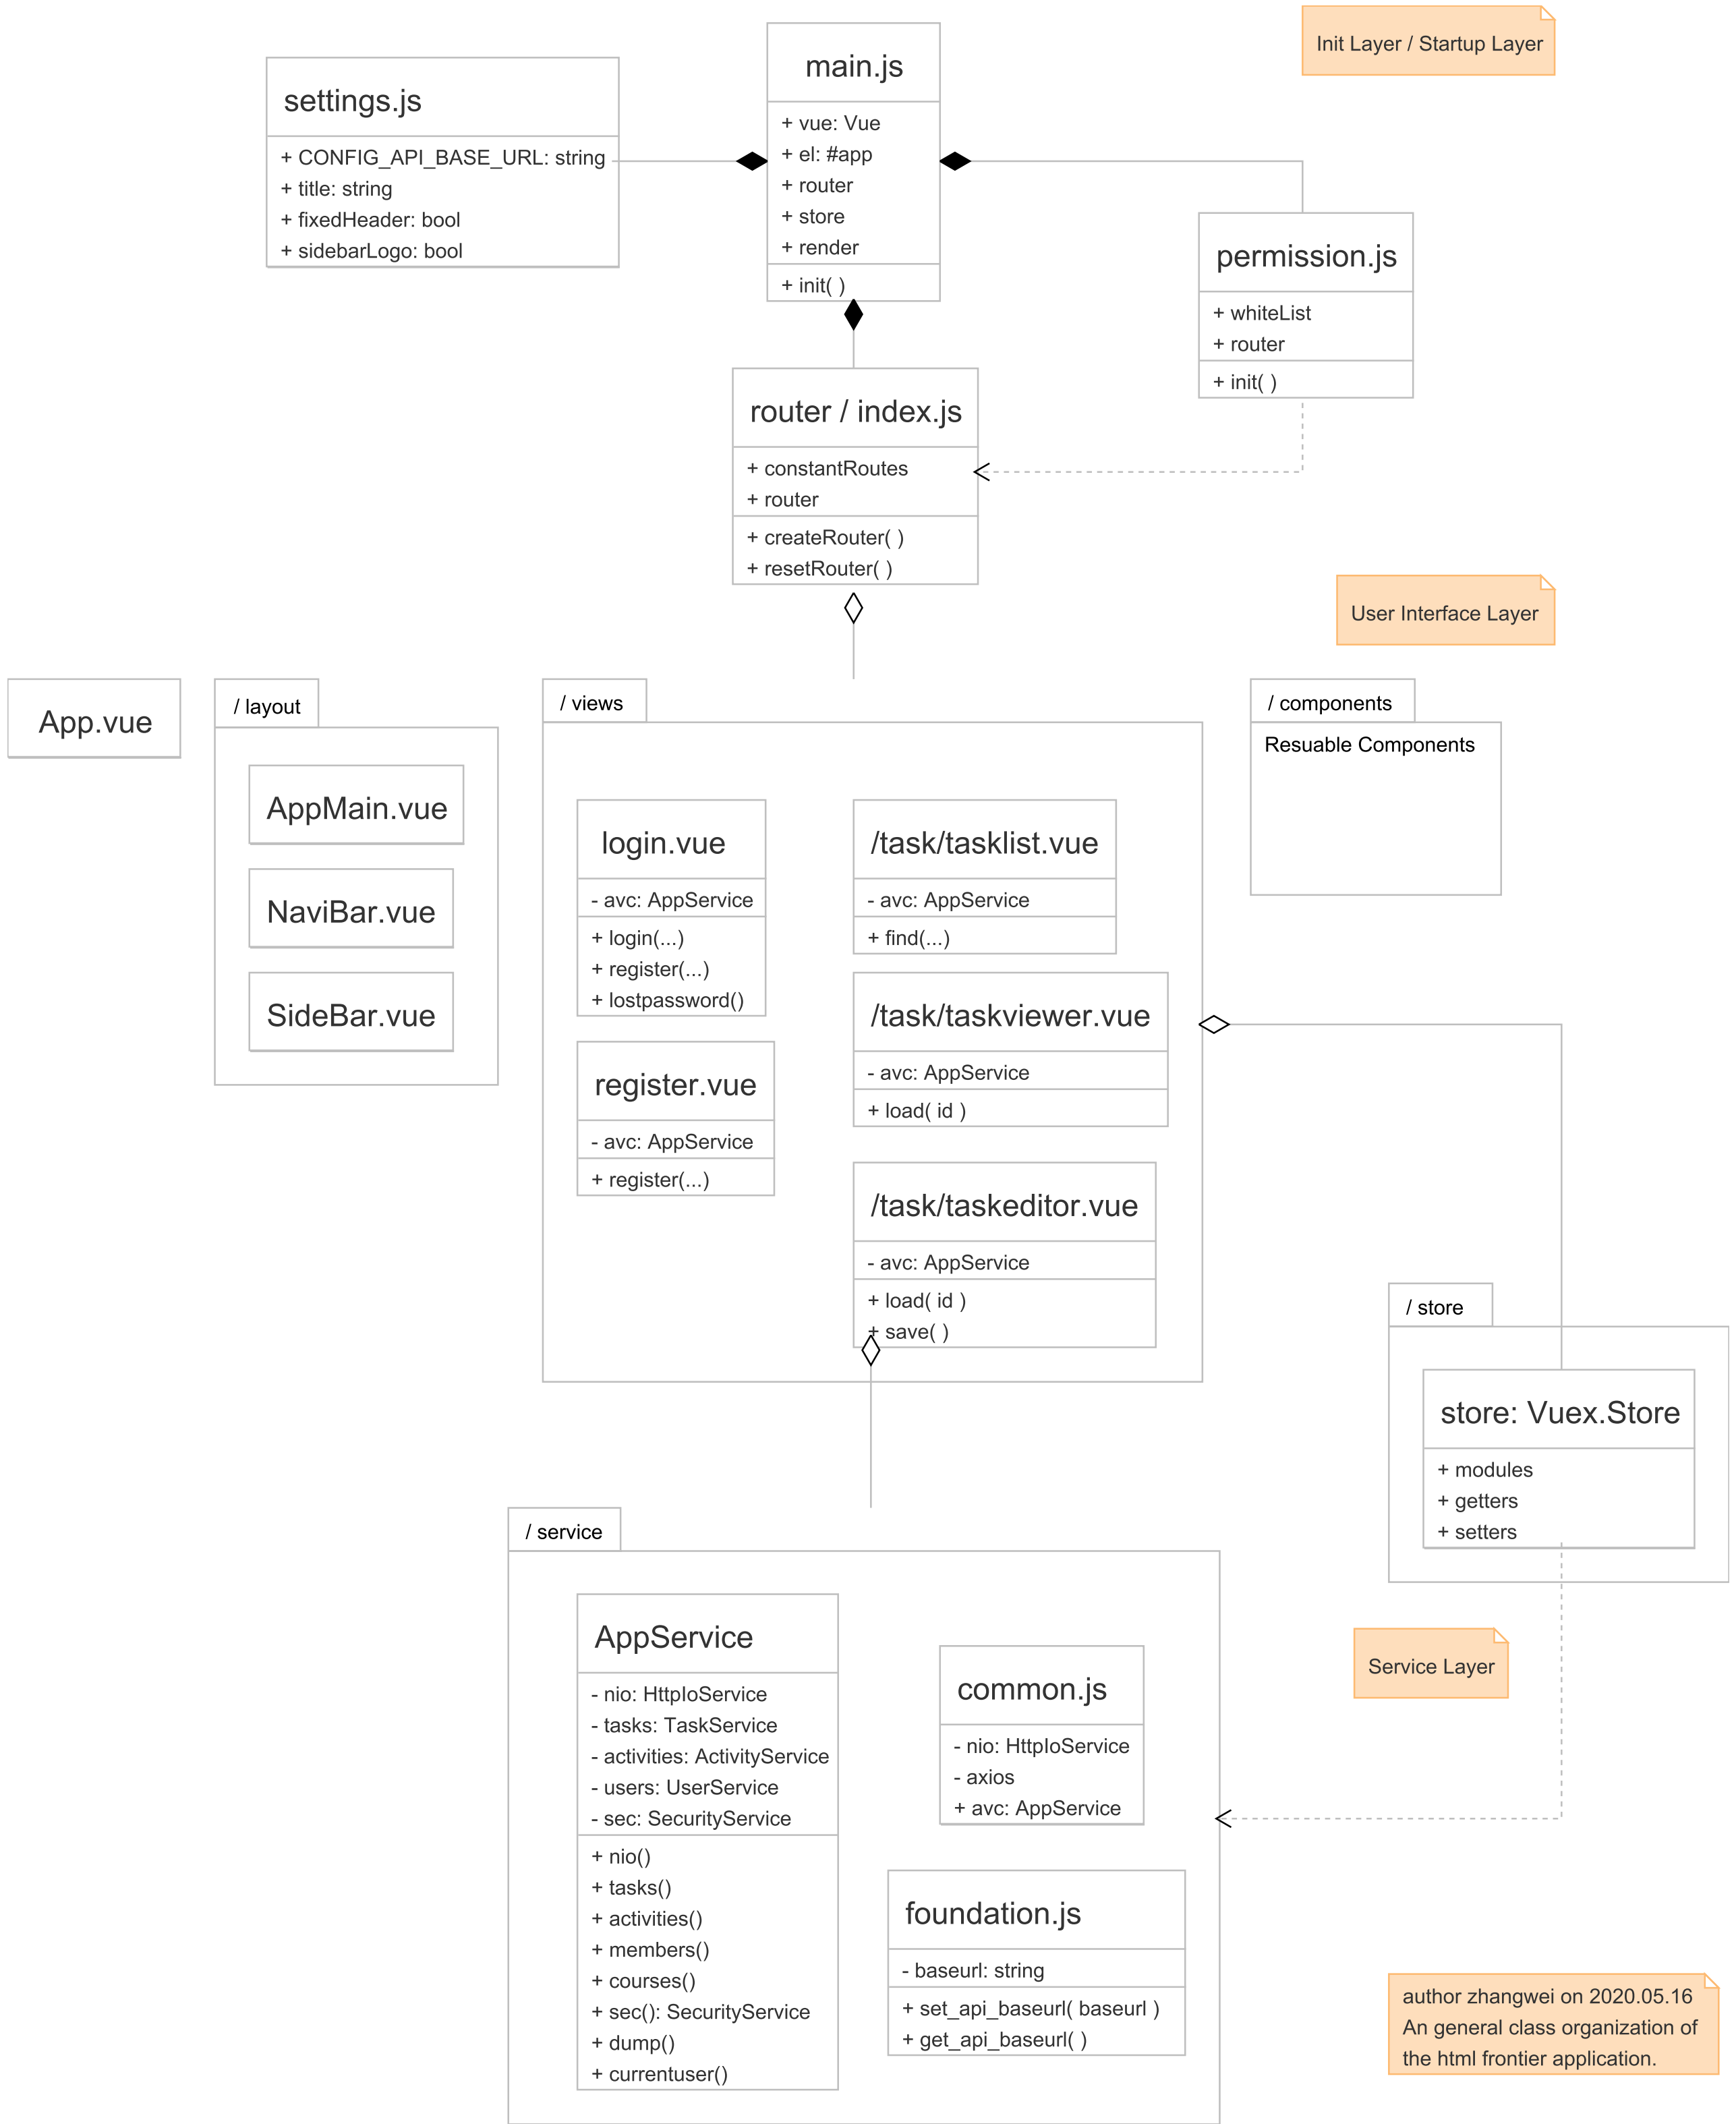 Init Layer / Startup Layer
settings.js
+ CONFIG_API_BASE_URL: string
+ title: string
+ fixedHeader: bool
+ sidebarLogo: bool
main.js
+ vue: Vue
+ el: #app
+ router
+ store
+ render
+ init( )
permission.js
+ whiteList
+ router
+ init( )
router / index.js
+ constantRoutes
+ router
+ createRouter( )
+ resetRouter( )
User Interface Layer
App.vue
/ layout
AppMain.vue
NaviBar.vue
SideBar.vue
/ views
login.vue
- avc: AppService
+ login(...)
+ register(...)
+ lostpassword()
register.vue
- avc: AppService
+ register(...)
/task/tasklist.vue
- avc: AppService
+ find(...)
/task/taskviewer.vue
- avc: AppService
+ load( id )
/task/taskeditor.vue
- avc: AppService
+ load( id )
+ save( )
/ components
Resuable Components
/ store
store: Vuex.Store
+ modules
+ getters
+ setters
Service Layer
/ service
AppService
- nio: HttpIoService
- tasks: TaskService
- activities: ActivityService
- users: UserService
- sec: SecurityService
+ nio()
+ tasks()
+ activities()
+ members()
+ courses()
+ sec(): SecurityService
+ dump()
+ currentuser()
common.js
- nio: HttpIoService
- axios
+ avc: AppService
foundation.js
- baseurl: string
+ set_api_baseurl( baseurl )
+ get_api_baseurl( )
author zhangwei on 2020.05.16
An general class organization of
the html frontier application.